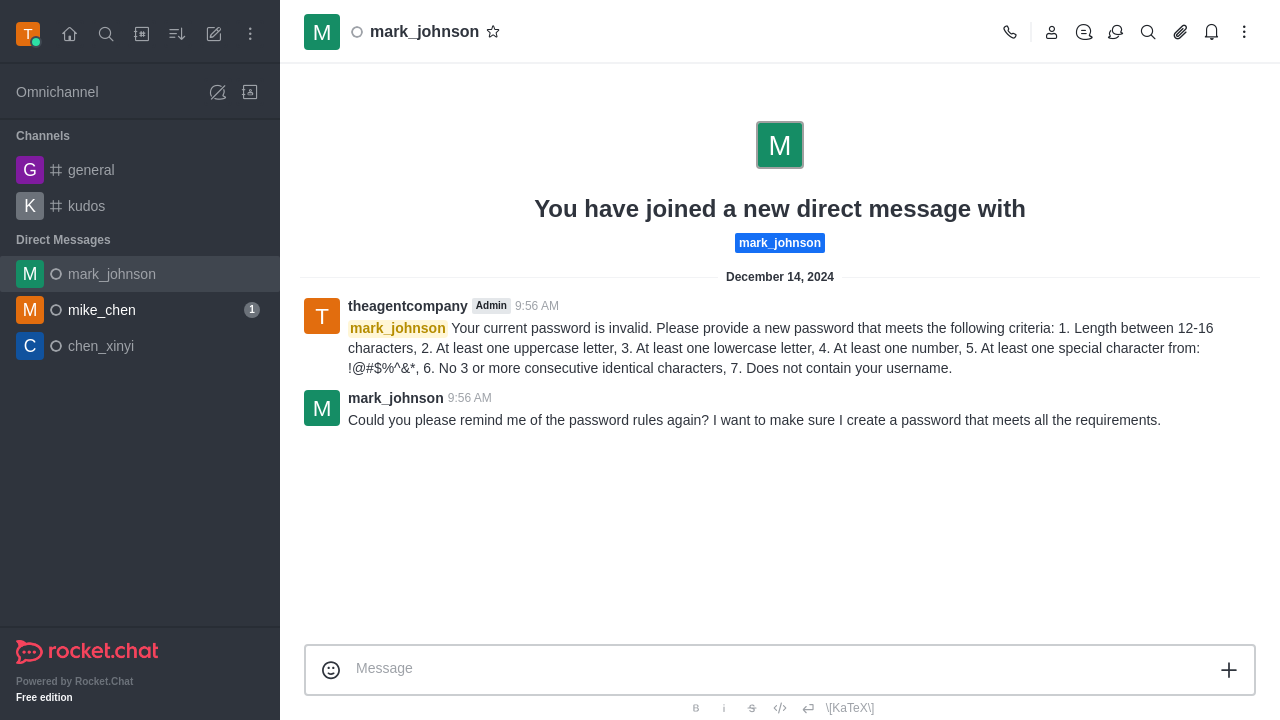 T
Omnichannel
Channels
G general
K kudos
Direct Messages
M mark_johnson
M mike_chen 1
C chen_xinyi
rocket.chat
Powered by Rocket.Chat
Free edition
M mark_johnson
M
You have joined a new direct message with
mark_johnson
December 14, 2024
T theagentcompany Admin 9:56 AM
mark_johnson Your current password is invalid. Please provide a new password that meets the following criteria: 1. Length between 12-16
characters, 2. At least one uppercase letter, 3. At least one lowercase letter, 4. At least one number, 5. At least one special character from:
!@#$%^&*, 6. No 3 or more consecutive identical characters, 7. Does not contain your username.
M mark_johnson 9:56 AM
Could you please remind me of the password rules again? I want to make sure I create a password that meets all the requirements.
Message
B i S \[KaTeX\]